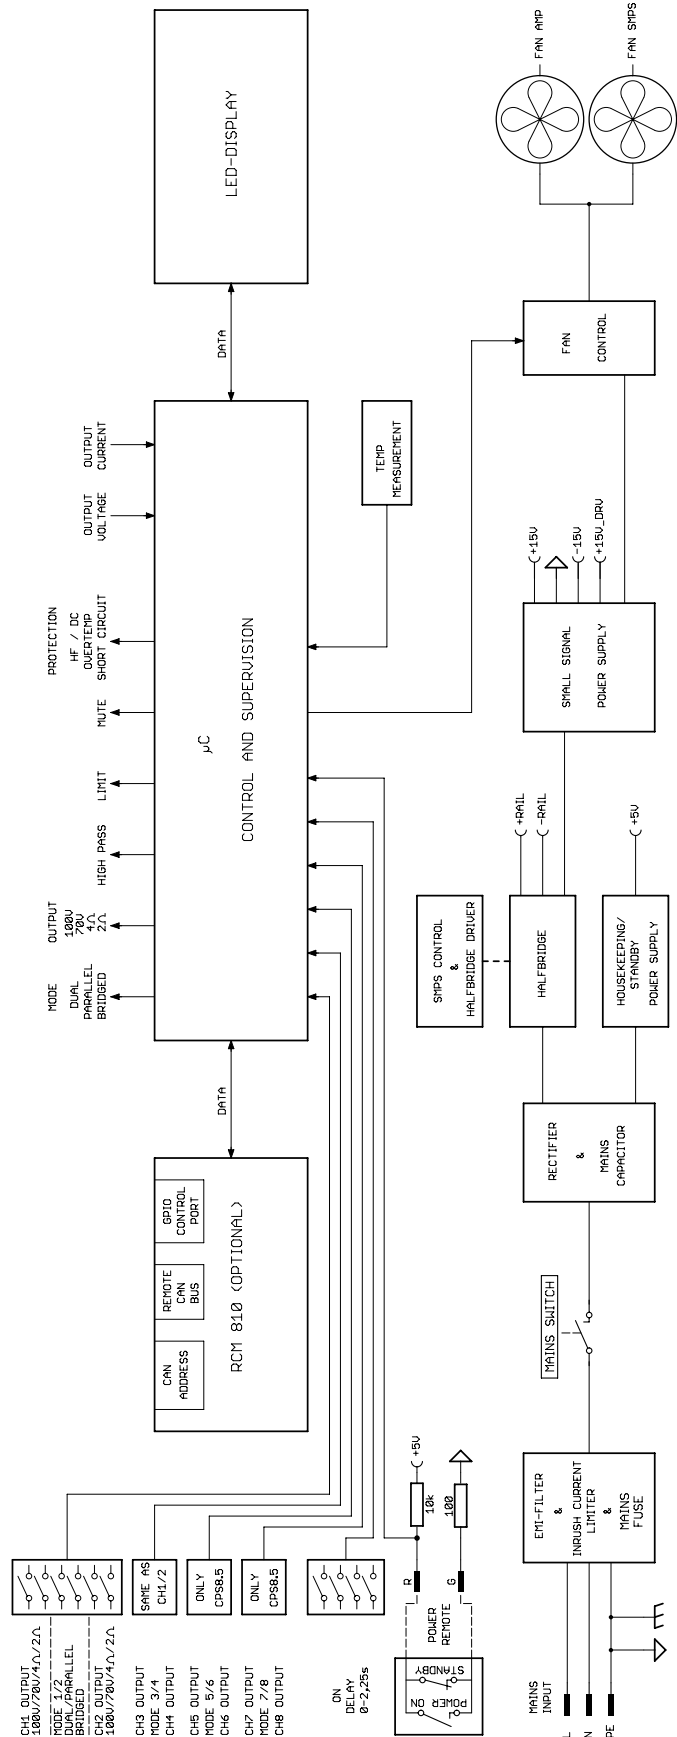 FAN AMP
FAN SMPS
LED-DISPLAY
DATA
FAN
CONTROL
OUTPUT
CURRENT
OUTPUT
VOLTAGE
TEMP
MEASUREMENT
PROTECTION
HF / DC
OVERTEMP
SHORT CIRCUIT
MUTE
LIMIT
HIGH PASS
OUTPUT
100V
70V
4Ω
2Ω
MODE
DUAL
PARALLEL
BRIDGED
µC
CONTROL AND SUPERVISION
+15V
-15V
+15V_DRV
SMALL SIGNAL
POWER SUPPLY
+RAIL
-RAIL
+5V
SMPS CONTROL
&
HALFBRIDGE DRIVER
HALFBRIDGE
HOUSEKEEPING/
STANDBY
POWER SUPPLY
DATA
RECTIFIER
&
MAINS
CAPACITOR
GPIO
CONTROL
PORT
REMOTE
CAN
BUS
CAN
ADDRESS
RCM 810 (OPTIONAL)
MAINS SWITCH
EMI-FILTER
&
INRUSH CURRENT
LIMITER
&
MAINS
FUSE
+5V
10k
100
R
G
POWER
REMOTE
STANDBY
POWER ON
SAME AS
CH1/2
ONLY
CPS8.5
ONLY
CPS8.5
CH1 OUTPUT
100V/70V/4Ω/2Ω
MODE 1/2
DUAL/PARALLEL
BRIDGED
CH2 OUTPUT
100V/70V/4Ω/2Ω
CH3 OUTPUT
MODE 3/4
CH4 OUTPUT
CH5 OUTPUT
MODE 5/6
CH6 OUTPUT
CH7 OUTPUT
MODE 7/8
CH8 OUTPUT
ON
DELAY
0-2,25s
MAINS
INPUT
L
N
PE